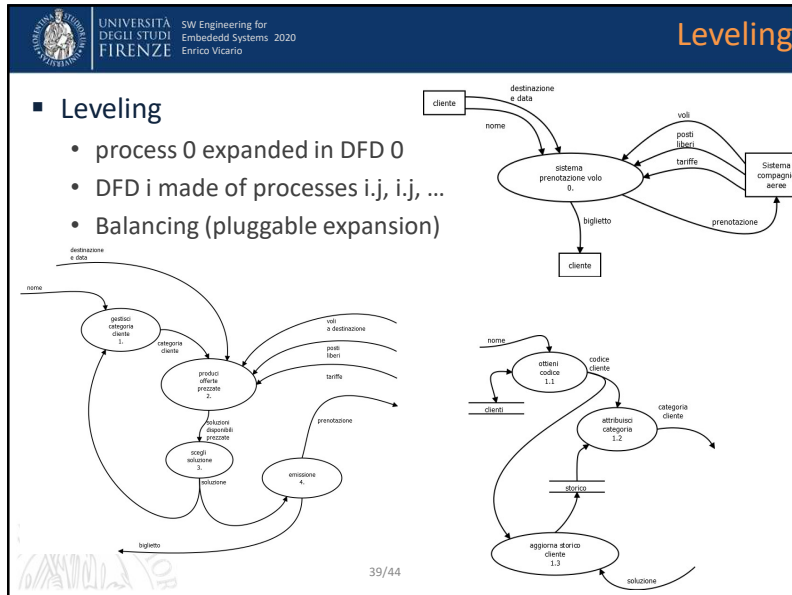 UNIVERSITÀ
DEGLI STUDI
FIRENZE
SW Engineering for
Embededd Systems 2020
Enrico Vicario
Leveling
▪ Leveling
• process 0 expanded in DFD 0
• DFD i made of processes i.j, i.j, …
• Balancing (pluggable expansion)
cliente
destinazione
e data
nome
sistema
prenotazione volo
0.
voli
posti
liberi
tariffe
Sistema
compagnie
aeree
biglietto
prenotazione
cliente
destinazione
e data
nome
gestisci
categoria
cliente
1.
categoria
cliente
voli
a destinazione
posti
liberi
tariffe
produci
offerte
prezzate
2.
soluzioni
disponibili
prezzate
prenotazione
scegli
soluzione
3.
soluzione
emissione
4.
biglietto
nome
ottieni
codice
1.1
codice
cliente
clienti
attribuisci
categoria
1.2
categoria
cliente
storico
aggiorna storico
cliente
1.3
soluzione
39/44